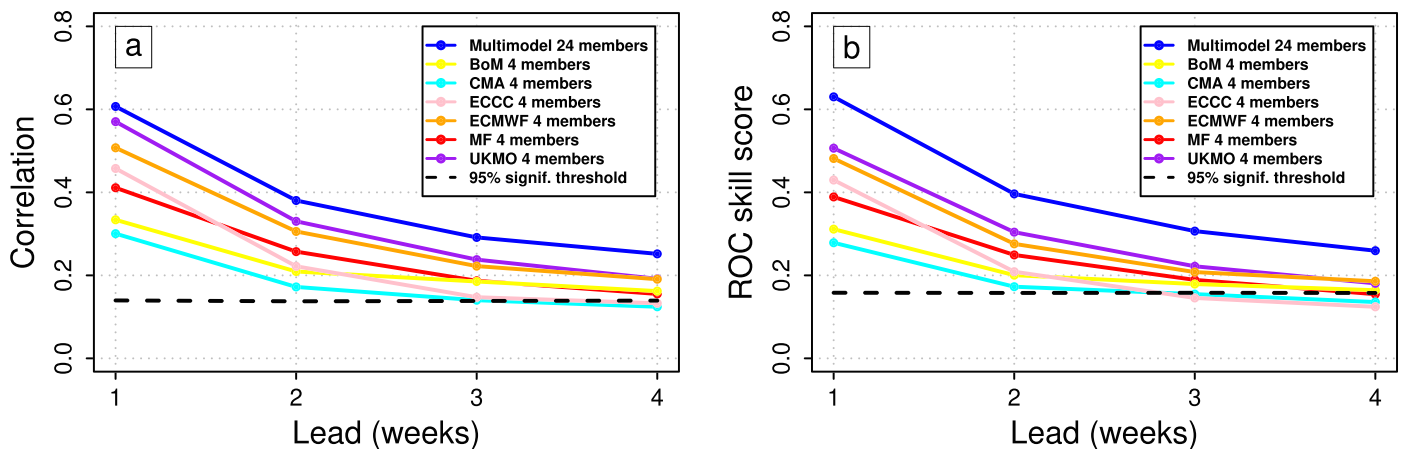 a
Correlation
0.0
0.2
0.4
0.6
0.8
Multimodel 24 members
BoM 4 members
CMA 4 members
ECCC 4 members
ECMWF 4 members
MF 4 members
UKMO 4 members
95% signif. threshold
1 2 3 4
Lead (weeks)
b
ROC skill score
0.0
0.2
0.4
0.6
0.8
Multimodel 24 members
BoM 4 members
CMA 4 members
ECCC 4 members
ECMWF 4 members
MF 4 members
UKMO 4 members
95% signif. threshold
1 2 3 4
Lead (weeks)